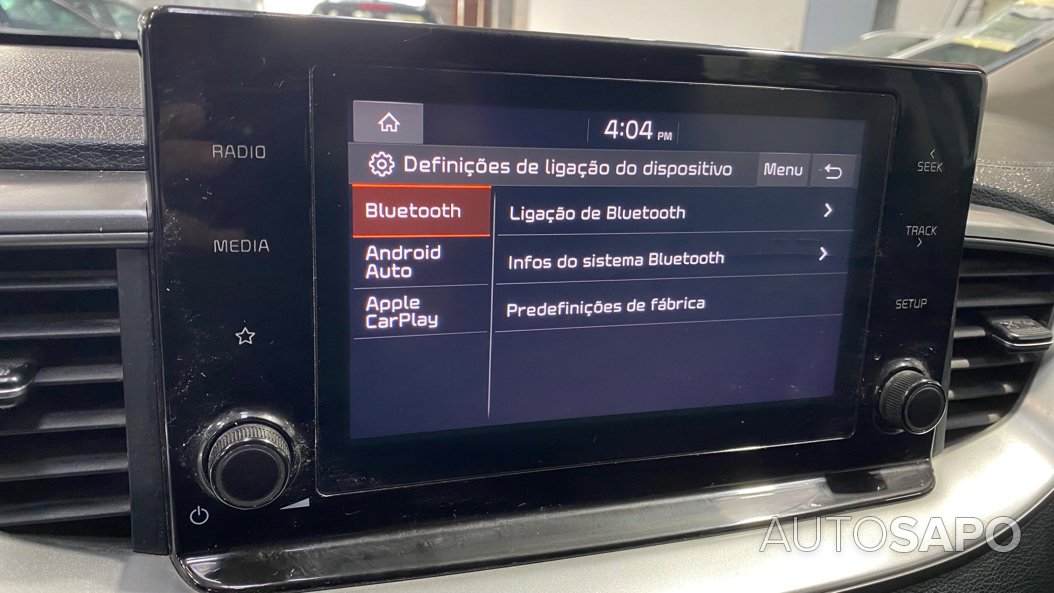 4:04 PM
Definições de ligação do dispositivo
Menu
Bluetooth
Android
Auto
Apple
CarPlay
Ligação de Bluetooth
Infos do sistema Bluetooth
Predefinições de fábrica
RADIO
MEDIA
SEEK
TRACK
SETUP
AUTOSAPO